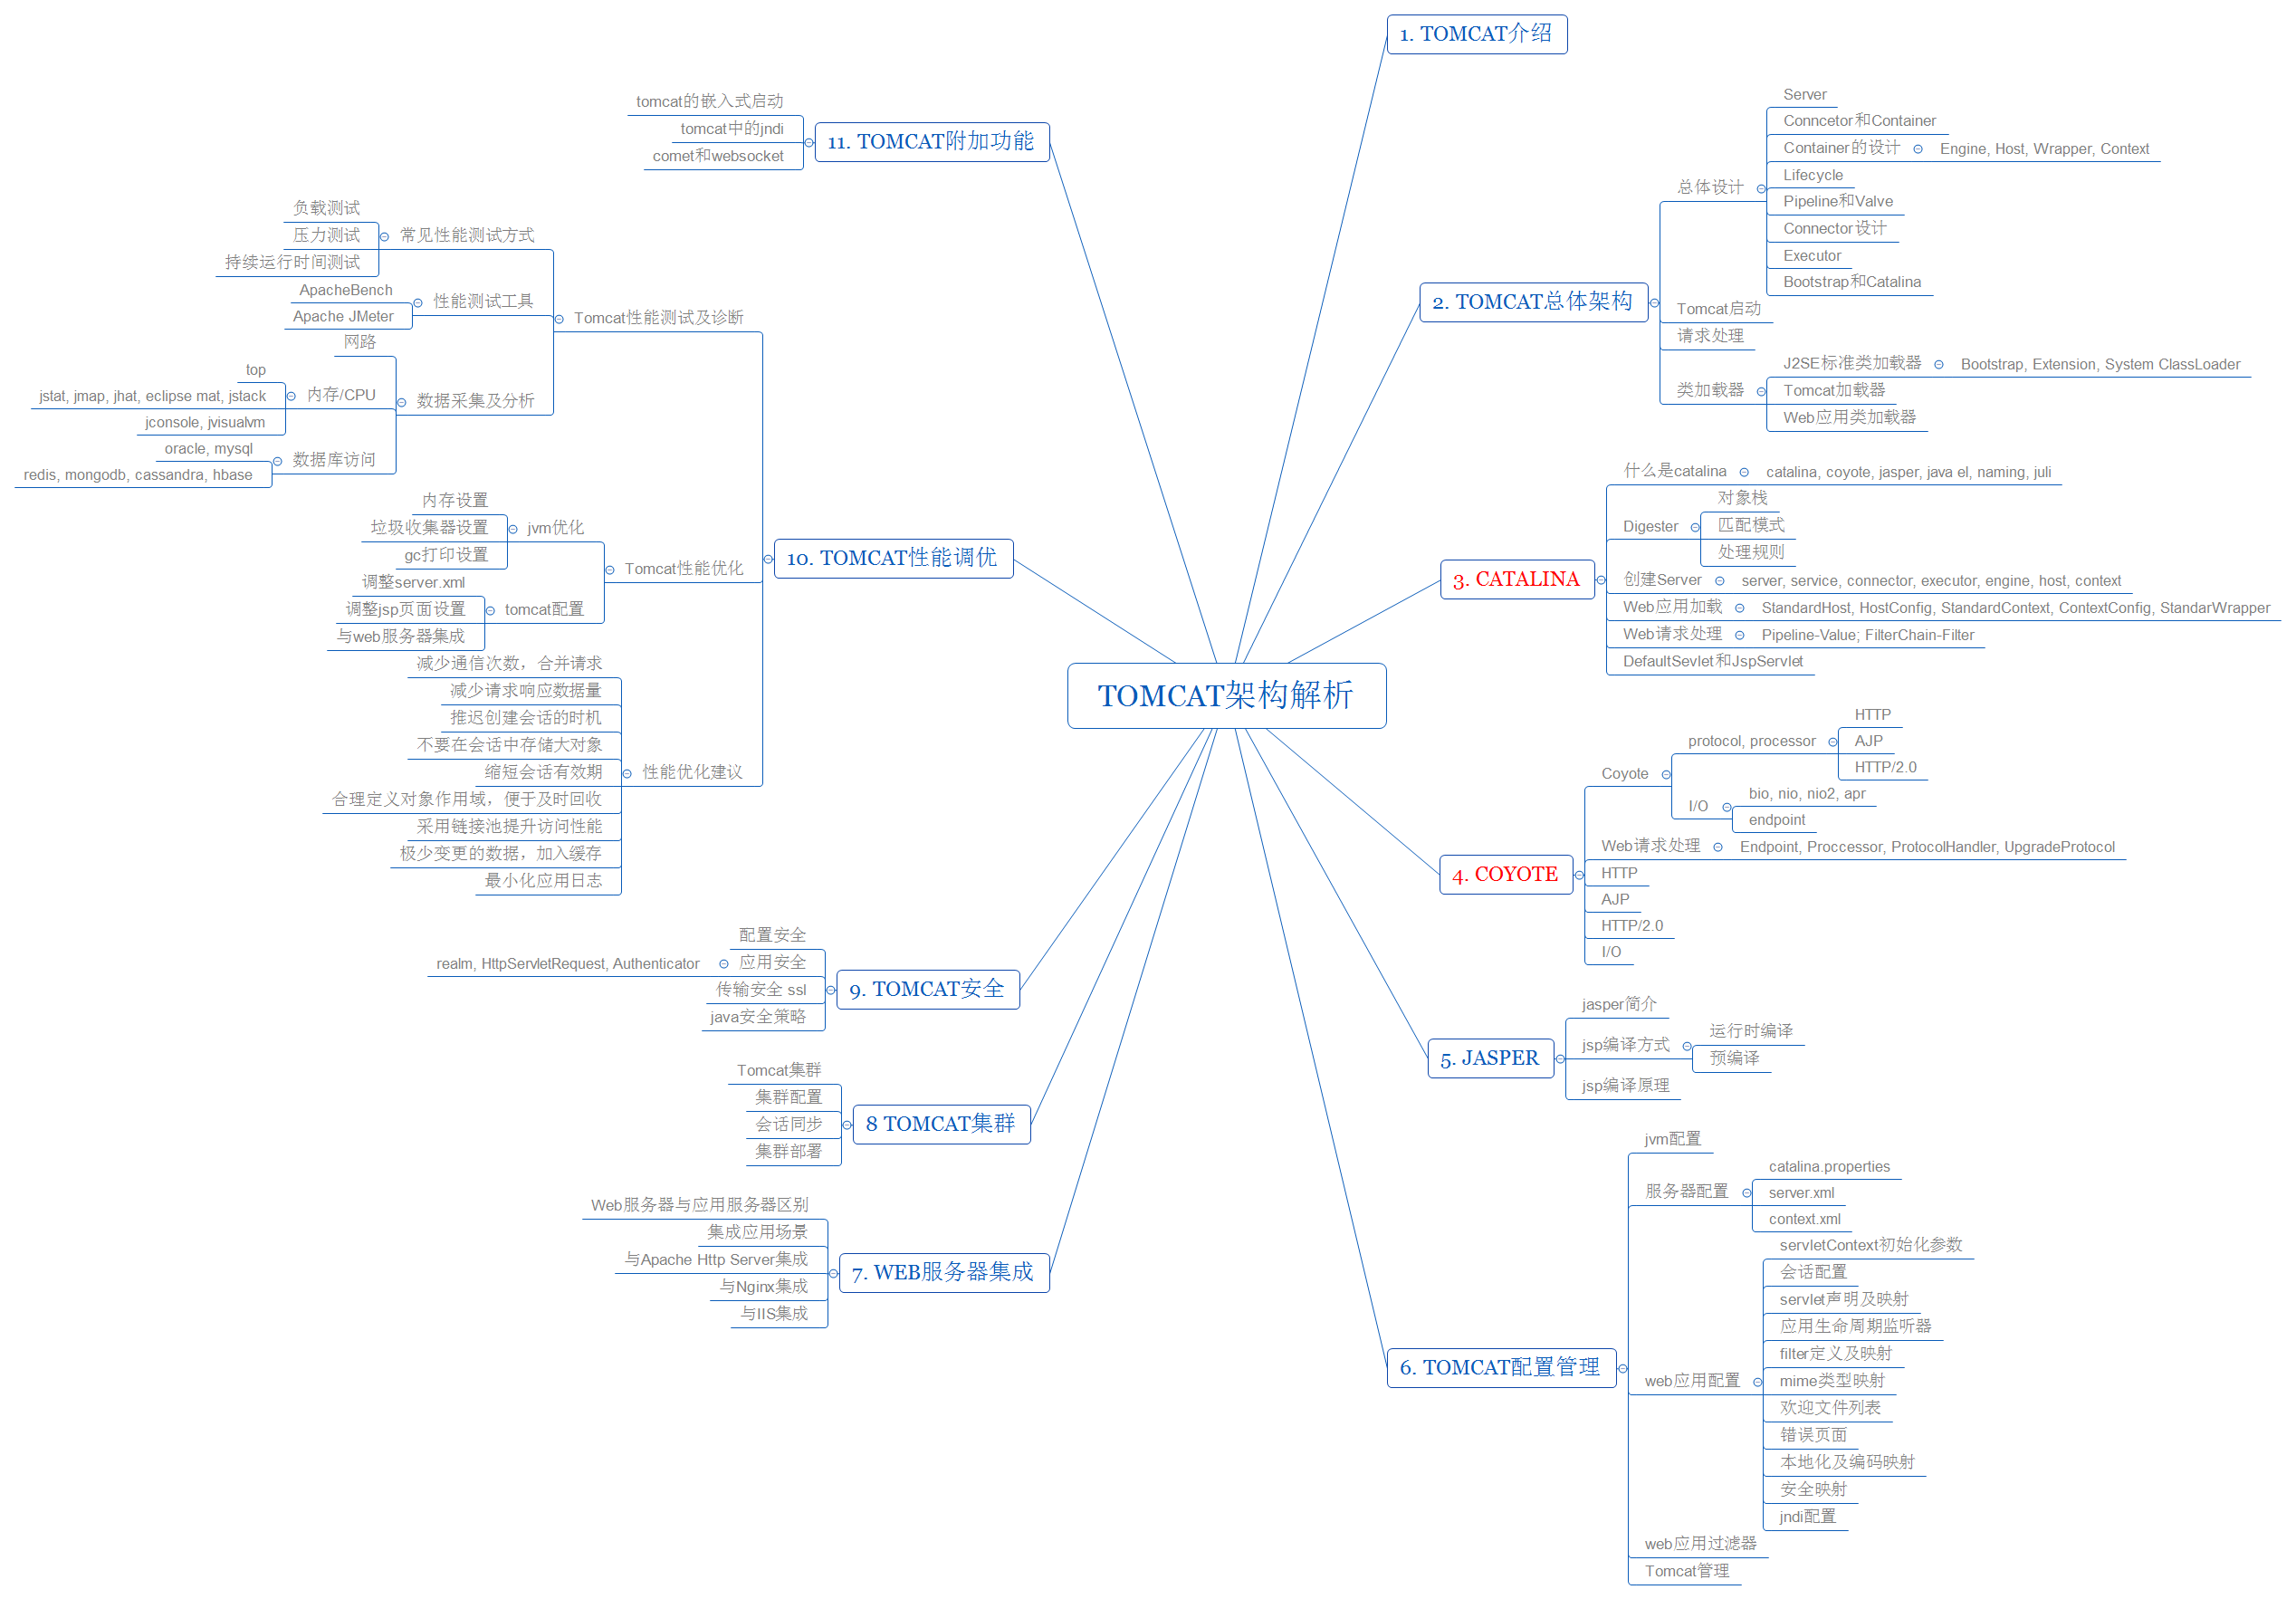 TOMCAT架构解析
1. TOMCAT介绍
2. TOMCAT总体架构
总体设计
Server
Conncetor和Container
Container的设计
Engine, Host, Wrapper, Context
Lifecycle
Pipeline和Valve
Connector设计
Executor
Bootstrap和Catalina
Tomcat启动
请求处理
类加载器
J2SE标准类加载器
Bootstrap, Extension, System ClassLoader
Tomcat加载器
Web应用类加载器
3. CATALINA
什么是catalina
catalina, coyote, jasper, java el, naming, juli
Digester
对象栈
匹配模式
处理规则
创建Server
server, service, connector, executor, engine, host, context
Web应用加载
StandardHost, HostConfig, StandardContext, ContextConfig, StandarWrapper
Web请求处理
Pipeline-Value; FilterChain-Filter
DefaultSevlet和JspServlet
4. COYOTE
Coyote
protocol, processor
HTTP
AJP
HTTP/2.0
I/O
bio, nio, nio2, apr
endpoint
Web请求处理
Endpoint, Proccessor, ProtocolHandler, UpgradeProtocol
HTTP
AJP
HTTP/2.0
I/O
5. JASPER
jasper简介
jsp编译方式
运行时编译
预编译
jsp编译原理
6. TOMCAT配置管理
jvm配置
服务器配置
catalina.properties
server.xml
context.xml
web应用配置
servletContext初始化参数
会话配置
servlet声明及映射
应用生命周期监听器
filter定义及映射
mime类型映射
欢迎文件列表
错误页面
本地化及编码映射
安全映射
jndi配置
web应用过滤器
Tomcat管理
7. WEB服务器集成
Web服务器与应用服务器区别
集成应用场景
与Apache Http Server集成
与Nginx集成
与IIS集成
8 TOMCAT集群
Tomcat集群
集群配置
会话同步
集群部署
9. TOMCAT安全
配置安全
应用安全
realm, HttpServletRequest, Authenticator
传输安全 ssl
java安全策略
10. TOMCAT性能调优
Tomcat性能测试及诊断
常见性能测试方式
负载测试
压力测试
持续运行时间测试
性能测试工具
ApacheBench
Apache JMeter
数据采集及分析
网路
内存/CPU
top
jstat, jmap, jhat, eclipse mat, jstack
jconsole, jvisualvm
数据库访问
oracle, mysql
redis, mongodb, cassandra, hbase
Tomcat性能优化
jvm优化
内存设置
垃圾收集器设置
gc打印设置
tomcat配置
调整server.xml
调整jsp页面设置
与web服务器集成
性能优化建议
减少通信次数，合并请求
减少请求响应数据量
推迟创建会话的时机
不要在会话中存储大对象
缩短会话有效期
合理定义对象作用域，便于及时回收
采用链接池提升访问性能
极少变更的数据，加入缓存
最小化应用日志
11. TOMCAT附加功能
tomcat的嵌入式启动
tomcat中的jndi
comet和websocket